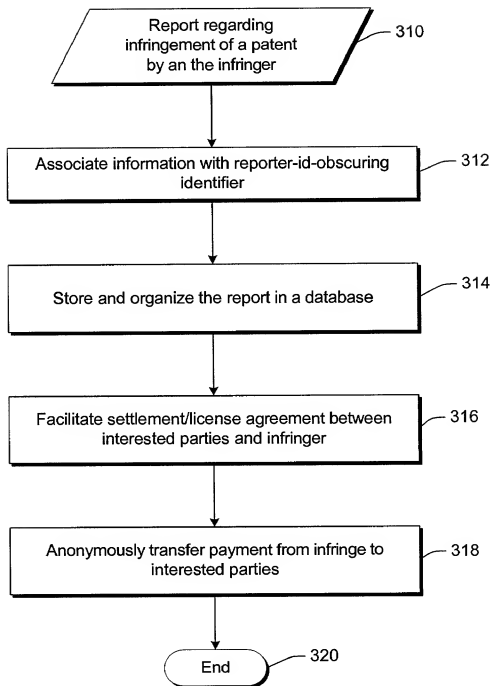 Report regarding
infringement of a patent
by an the infringer
310
Associate information with reporter-id-obscuring
identifier
312
Store and organize the report in a database
314
Facilitate settlement/license agreement between
interested parties and infringer
316
Anonymously transfer payment from infringe to
interested parties
318
End
320